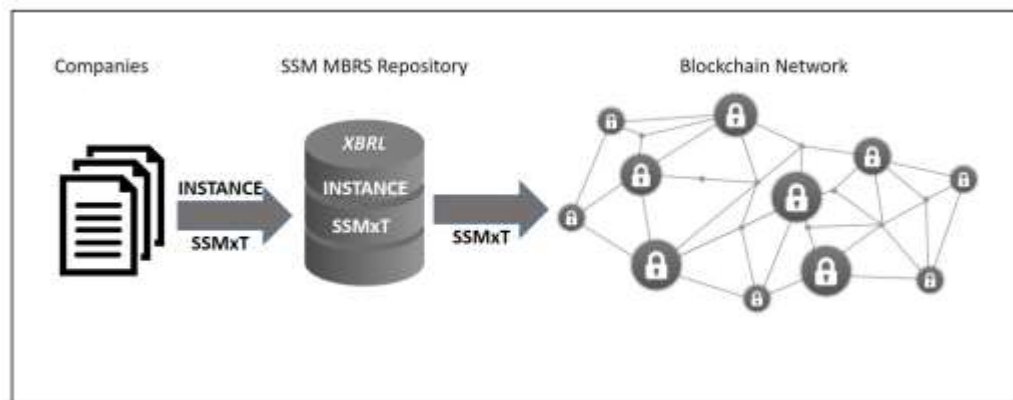 Companies
SSM MBRS Repository
Blockchain Network
XBRL
INSTANCE
INSTANCE
SSMxT
SSMxT
SSMxT